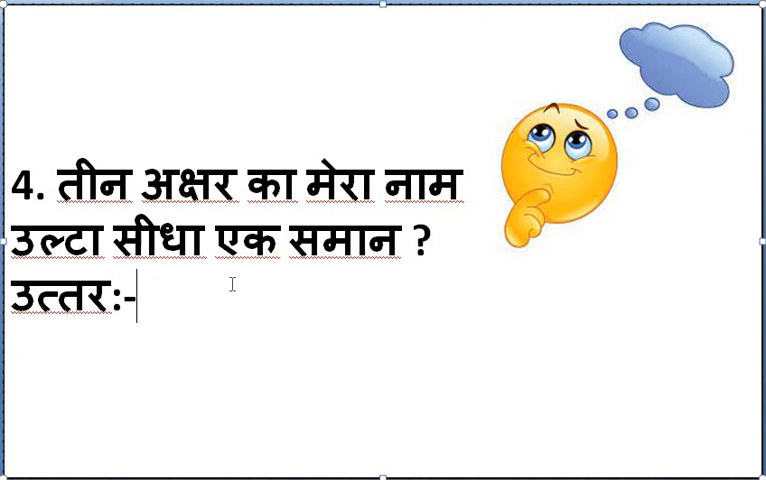 4. तीन अक्षर का मेरा नाम
उल्टा सीधा एक समान ?
उत्तर:-